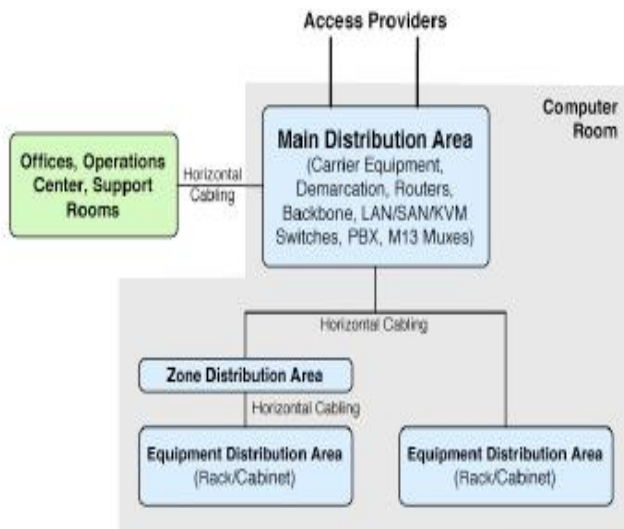 Access Providers
Computer
Room
Main Distribution Area
(Carrier Equipment,
Demarcation, Routers,
Backbone, LAN/SAN/KVM
Switches, PBX, M13 Muxes)
Offices, Operations
Center, Support
Rooms
Horizontal
Cabling
Horizontal Cabling
Zone Distribution Area
Horizontal Cabling
Equipment Distribution Area
(Rack/Cabinet)
Equipment Distribution Area
(Rack/Cabinet)